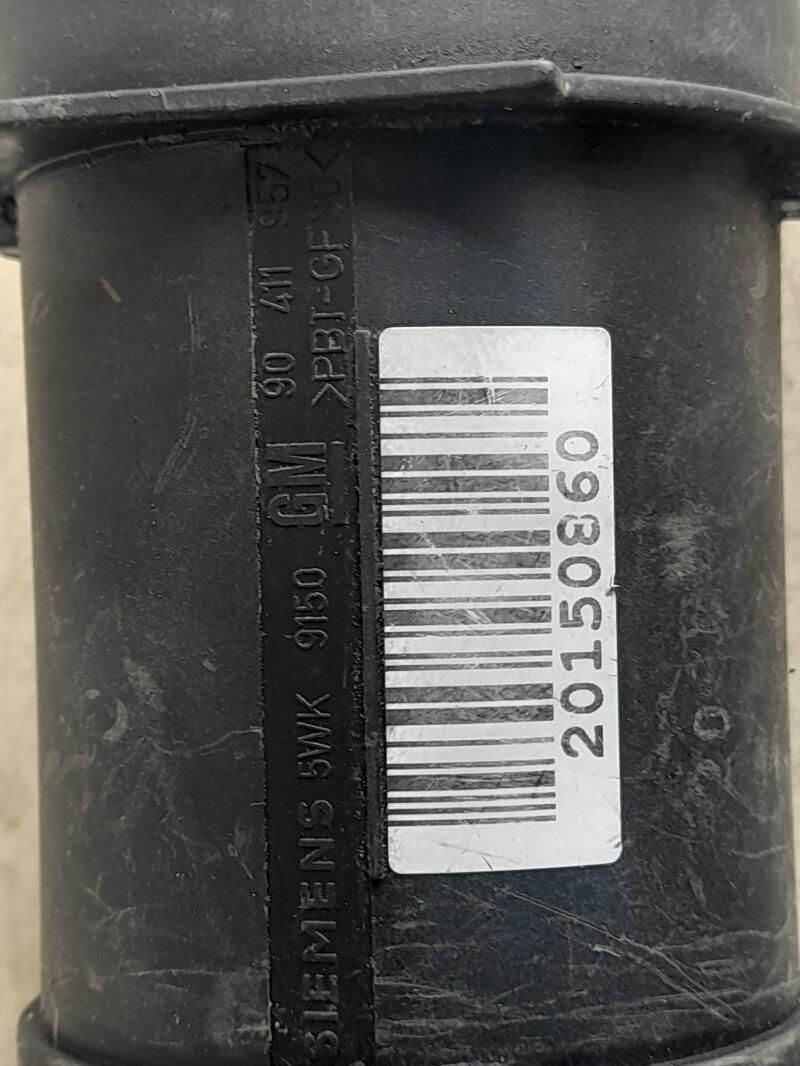 SIEMENS 5WK 9150 GM 90 411 957
>PBT-GF30<
20150860